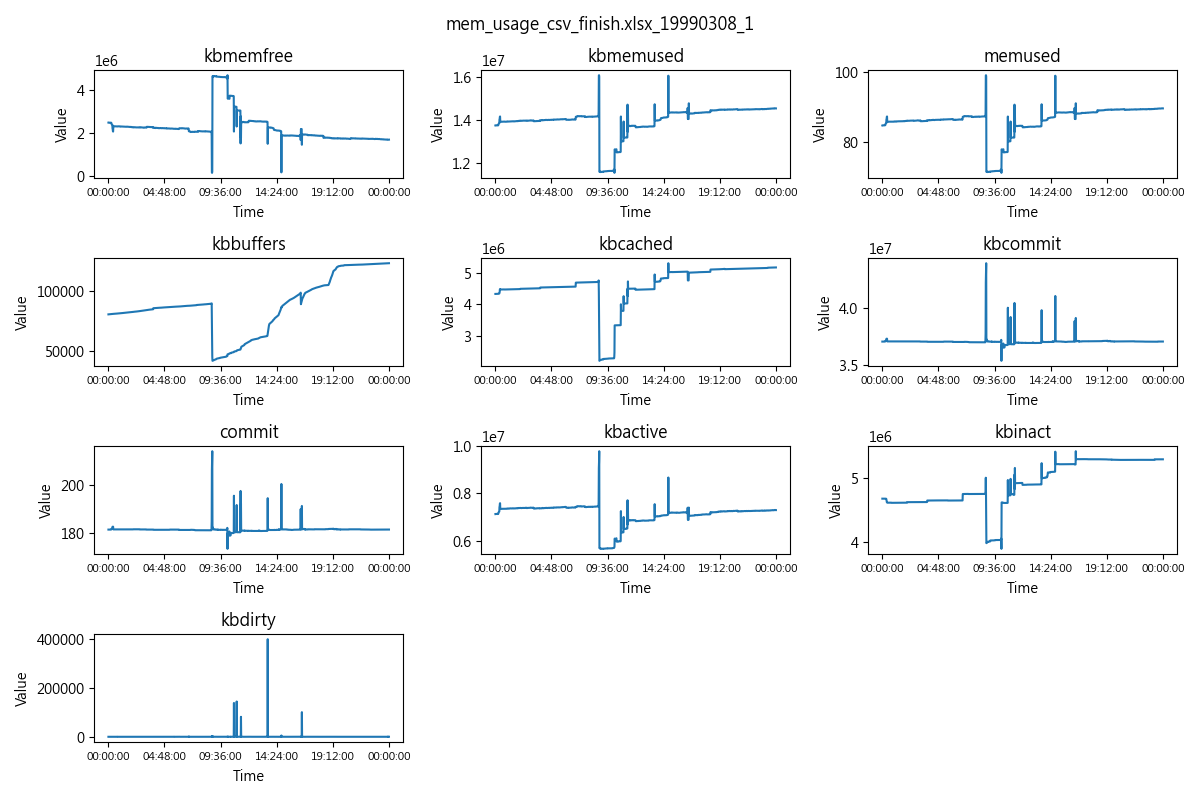 mem_usage_csv_finish.xlsx_19990308_1
kbmemfree
1e6
4
2
0
Value
00:00:00 04:48:00 09:36:00 14:24:00 19:12:00 00:00:00
Time
kbmemused
1e7
1.6
1.4
1.2
Value
00:00:00 04:48:00 09:36:00 14:24:00 19:12:00 00:00:00
Time
memused
100
80
Value
00:00:00 04:48:00 09:36:00 14:24:00 19:12:00 00:00:00
Time
kbbuffers
100000
50000
Value
00:00:00 04:48:00 09:36:00 14:24:00 19:12:00 00:00:00
Time
kbcached
1e6
5
4
3
Value
00:00:00 04:48:00 09:36:00 14:24:00 19:12:00 00:00:00
Time
kbcommit
1e7
4.0
3.5
Value
00:00:00 04:48:00 09:36:00 14:24:00 19:12:00 00:00:00
Time
commit
200
180
Value
00:00:00 04:48:00 09:36:00 14:24:00 19:12:00 00:00:00
Time
kbactive
1e7
1.0
0.8
0.6
Value
00:00:00 04:48:00 09:36:00 14:24:00 19:12:00 00:00:00
Time
kbinact
1e6
5
4
Value
00:00:00 04:48:00 09:36:00 14:24:00 19:12:00 00:00:00
Time
kbdirty
400000
200000
0
Value
00:00:00 04:48:00 09:36:00 14:24:00 19:12:00 00:00:00
Time